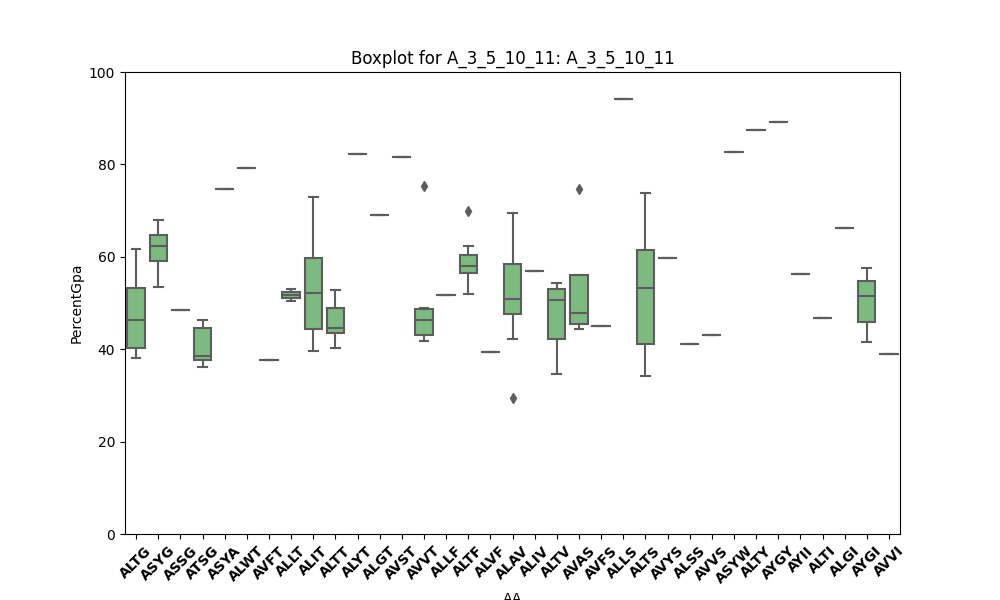 Boxplot for A_3_5_10_11: A_3_5_10_11
PercentGpa
100
80
60
40
20
0
ALTG ASYG ASSG ATSG ASYA ALWT AVFT ALLT ALIT ALTT ALYT ALGT AVST AVVT ALLF ALTF ALVF ALAV ALIV ALTV AVAS AVFS ALLS ALTS AVYS ALSS AVVS ASYW ALTY AYGY AYII ALTI ALGI AYGI AVVI
AA